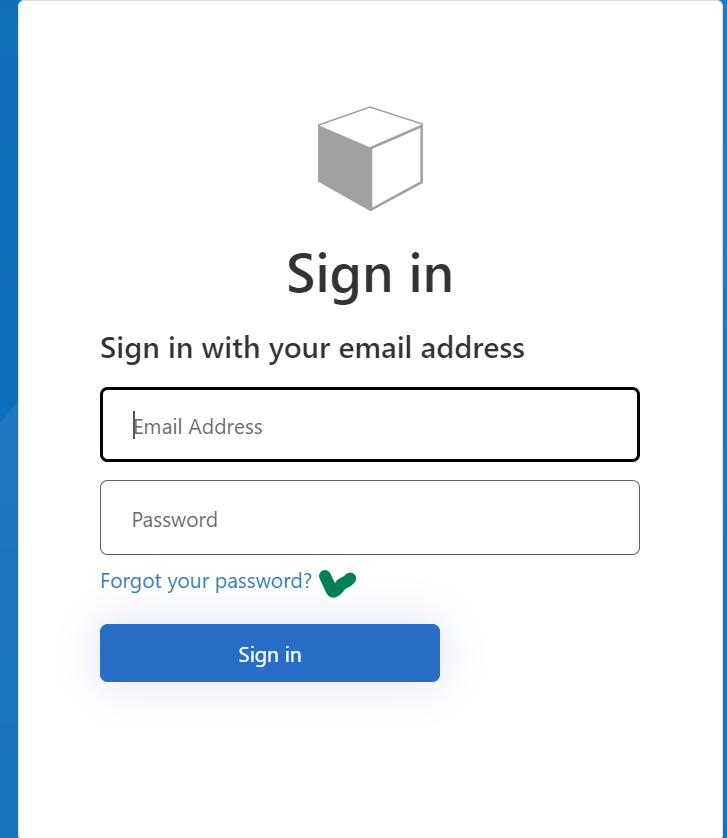 Sign in
Sign in with your email address
Email Address
Password
Forgot your password?
Sign in